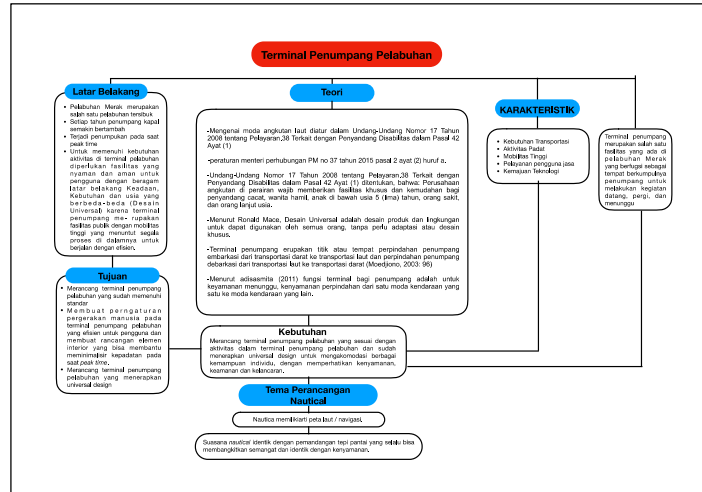 Terminal Penumpang Pelabuhan
Latar Belakang
• Pelabuhan Merak merupakan
salah satu pelabuhan tersibuk
• Setiap tahun penumpang kapal
semakin bertambah
• Terjadi penumpukan pada saat
peak time
• Untuk memenuhi kebutuhan
aktivitas di terminal pelabuhan
diperlukan fasilitas yang
nyaman dan aman untuk
pengguna dengan beragam
latar belakang Keadaan,
Kebutuhan dan usia yang
berbeda-beda (Desain
Universal) karena terminal
penumpang me- rupakan
fasilitas publik dengan mobilitas
tinggi yang menuntut segala
proses di dalamnya untuk
berjalan dengan efisien.
Tujuan
• Merancang terminal penumpang
pelabuhan yang sudah memenuhi
standar
• Membuat perngaturan
pergerakan manusia pada
terminal penumpang pelabuhan
yang efisien untuk pengguna dan
membuat rancangan elemen
interior yang bisa membantu
meminimalisir kepadatan pada
saat peak time.
• Merancang terminal penumpang
pelabuhan yang menerapkan
universal design
Teori
-Mengenai moda angkutan laut diatur dalam Undang-Undang Nomor 17 Tahun
2008 tentang Pelayaran,38 Terkait dengan Penyandang Disabilitas dalam Pasal 42
Ayat (1)
-peraturan menteri perhubungan PM no 37 tahun 2015 pasal 2 ayat (2) huruf a.
-Undang-Undang Nomor 17 Tahun 2008 tentang Pelayaran,38 Terkait dengan
Penyandang Disabilitas dalam Pasal 42 Ayat (1) ditentukan, bahwa: Perusahaan
angkutan di perairan wajib memberikan fasilitas khusus dan kemudahan bagi
penyandang cacat, wanita hamil, anak di bawah usia 5 (lima) tahun, orang sakit,
dan orang lanjut usia.
-Menurut Ronald Mace, Desain Universal adalah desain produk dan lingkungan
untuk dapat digunakan oleh semua orang, tanpa perlu adaptasi atau desain
khusus.
-Terminal penumpang erupakan titik atau tempat perpindahan penumpang
embarkasi dari transportasi darat ke transportasi laut dan perpindahan penumpang
debarkasi dari transportasi laut ke transportasi darat (Moedjiono, 2003: 96)
-Menurut adisasmita (2011) fungsi terminal bagi penumpang adalah untuk
keyamanan menunggu, kenyamanan perpindahan dari satu moda kendaraan yang
satu ke moda kendaraan yang lain.
KARAKTERISTIK
• Kebutuhan Transportasi
• Aktivitas Padat
• Mobilitas Tinggi
• Pelayanan pengguna jasa
• Kemajuan Teknologi
Terminal penumpang
merupakan salah satu
fasilitas yang ada di
pelabuhan Merak
yang berfugsi sebagai
tempat berkumpulnya
penumpang untuk
melakukan kegiatan
datang, pergi, dan
menunggu
Kebutuhan
Merancang terminal penumpang pelabuhan yang sesuai dengan
aktivitas dalam terminal penumpang pelabuhan dan sudah
menerapkan universal design untuk mengakomodasi berbagai
kemampuan individu, dengan memperhatikan kenyamanan,
keamanan dan kelancaran.
Tema Perancangan
Nautical
Nautica memilikiarti peta laut / navigasi.
Suasana nautical identik dengan pemandangan tepi pantai yang selalu bisa
membangkitkan semangat dan identik dengan kenyamanan.